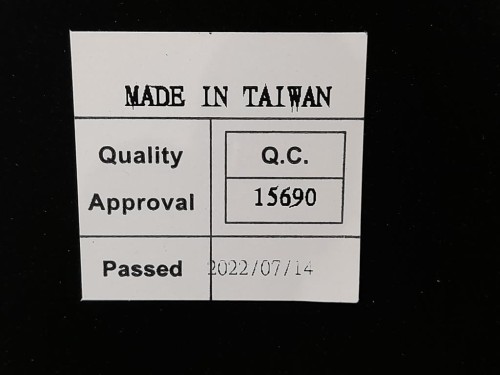 MADE IN TAIWAN
Quality Q.C.
Approval 15690
Passed 2022/07/14